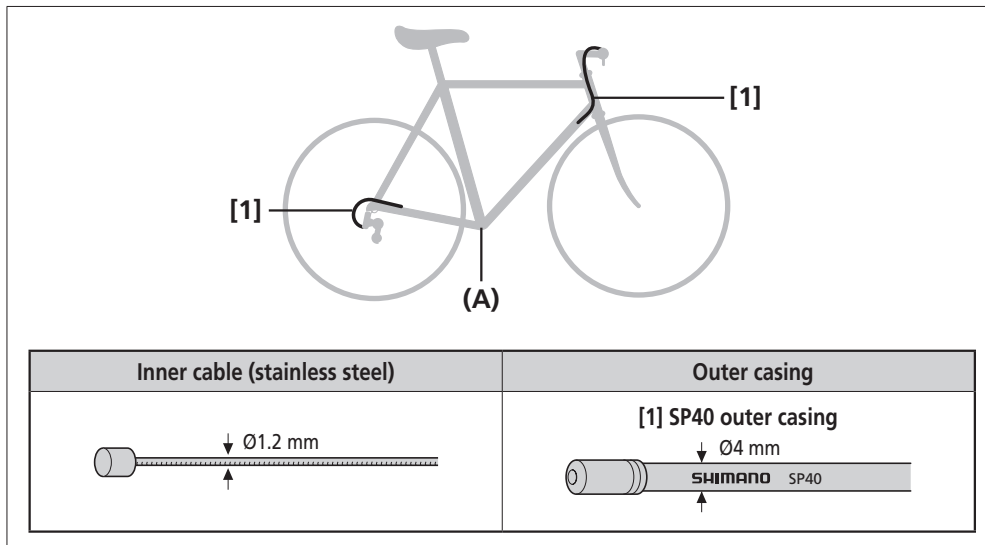 [1]
[1]
(A)
Inner cable (stainless steel)
Outer casing
Ø1.2 mm
[1] SP40 outer casing
Ø4 mm
SHIMANO SP40